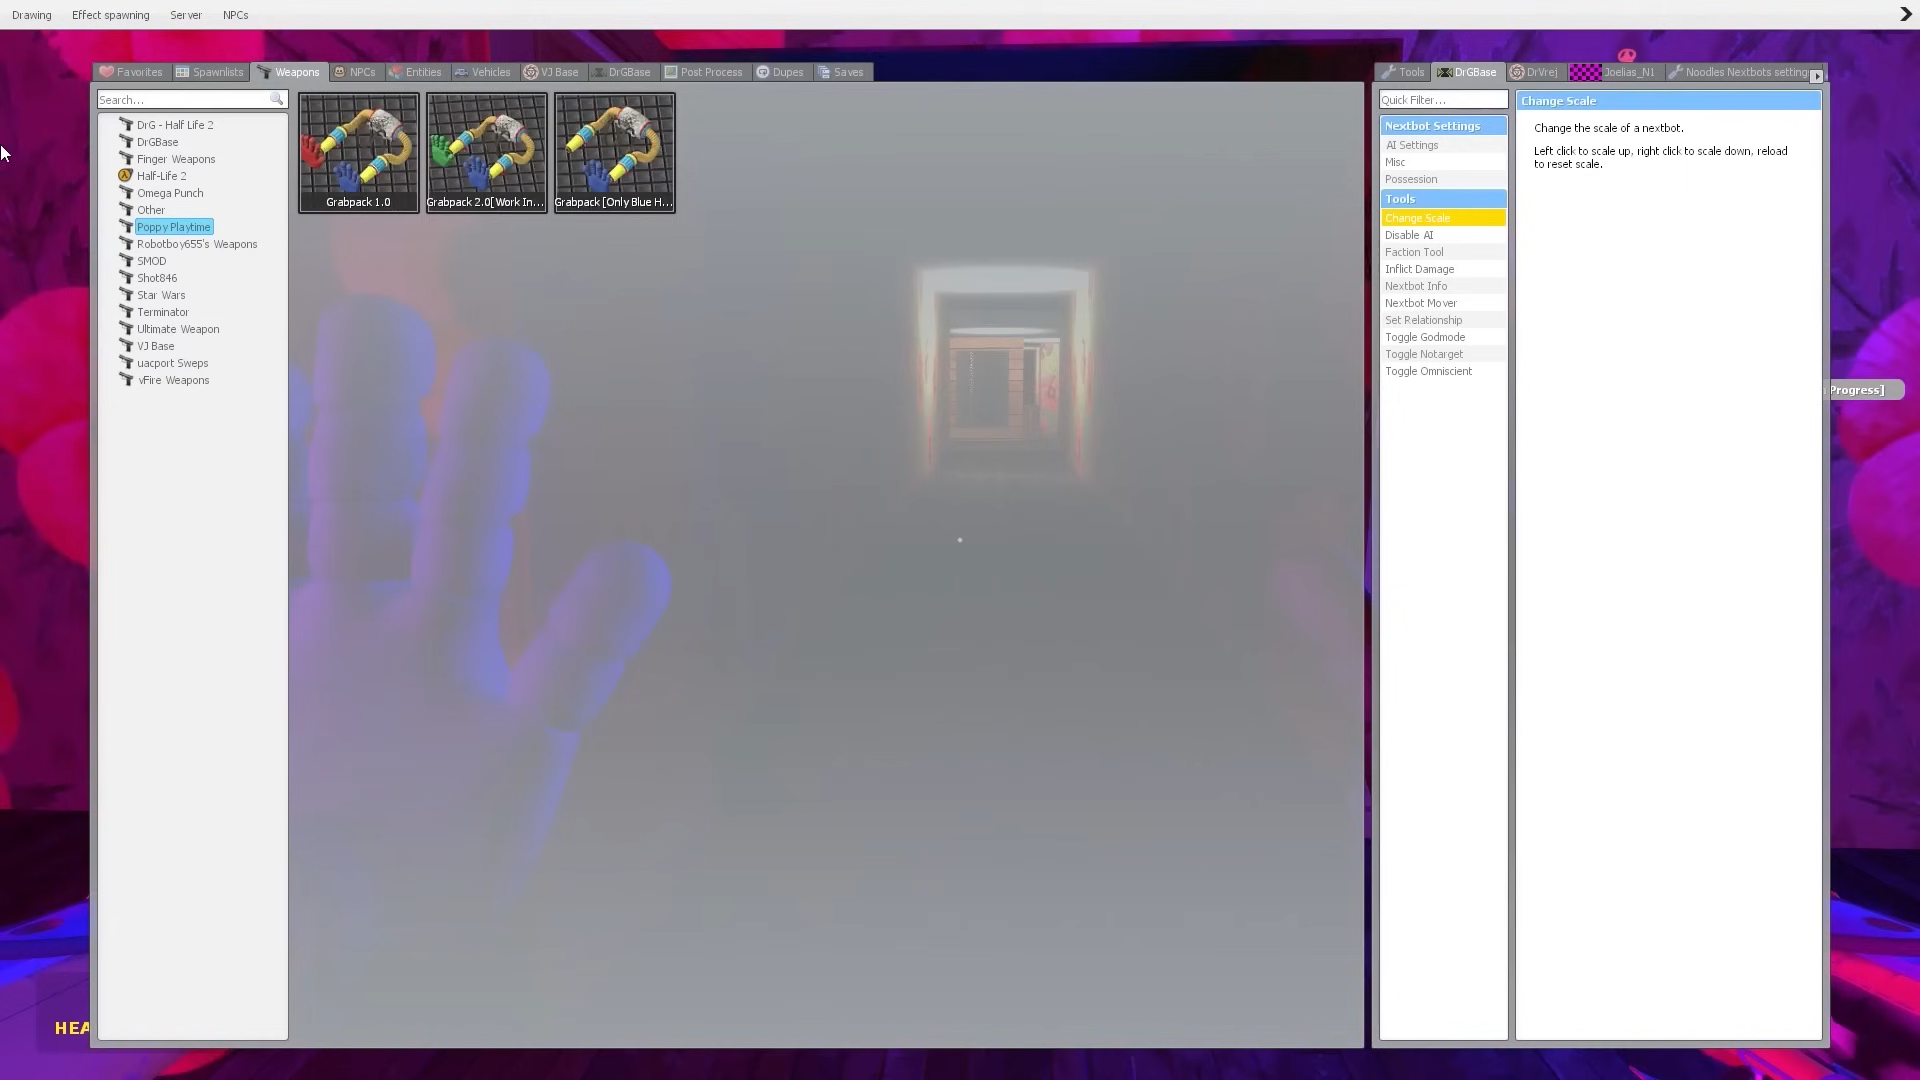 Drawing Effect spawning Server NPCs
Favorites Spawnlists Weapons NPCs Entities Vehicles VJ Base DrGBase Post Process Dupes Saves
Search...
DrG - Half Life 2
DrGBase
Finger Weapons
Half-Life 2
Omega Punch
Other
Poppy Playtime
Robotboy655's Weapons
SMOD
Shot846
Star Wars
Terminator
Ultimate Weapon
VJ Base
uacport Sweps
vFire Weapons
Grabpack 1.0
Grabpack 2.0[Work In...
Grabpack [Only Blue H...
Tools DrGBase DrVrej Joelias_N1 Noodles Nextbots setting
Quick Filter...
Nextbot Settings
AI Settings
Misc
Possession
Tools
Change Scale
Disable AI
Faction Tool
Inflict Damage
Nextbot Info
Nextbot Mover
Set Relationship
Toggle Godmode
Toggle Notarget
Toggle Omniscient
Change Scale
Change the scale of a nextbot.
Left click to scale up, right click to scale down, reload
to reset scale.
Progress]
HEA